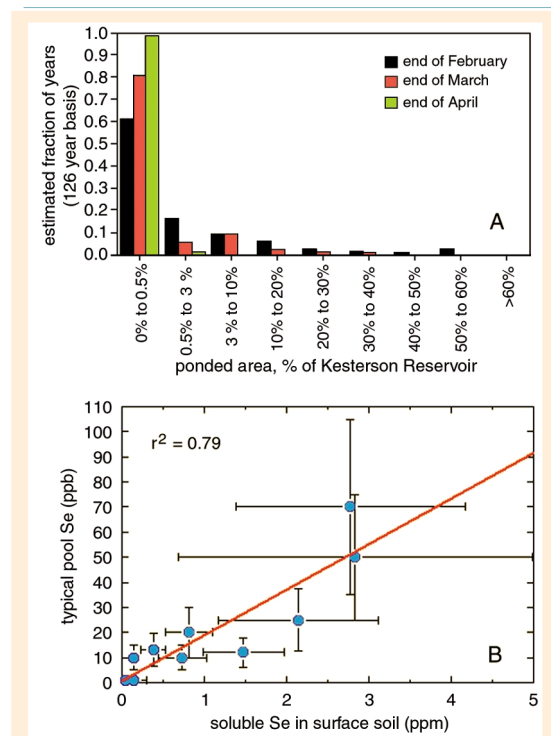 1.0
0.9
0.8
0.7
0.6
0.5
0.4
0.3
0.2
0.1
0.0
estimated fraction of years
(126 year basis)
end of February
end of March
end of April
A
0% to 0.5%
0.5% to 3 %
3 % to 10%
10% to 20%
20% to 30%
30% to 40%
40% to 50%
50% to 60%
>60%
ponded area, % of Kesterson Reservoir
110
100
90
80
70
60
50
40
30
20
10
0
typical pool Se (ppb)
r2 = 0.79
B
0 1 2 3 4 5
soluble Se in surface soil (ppm)